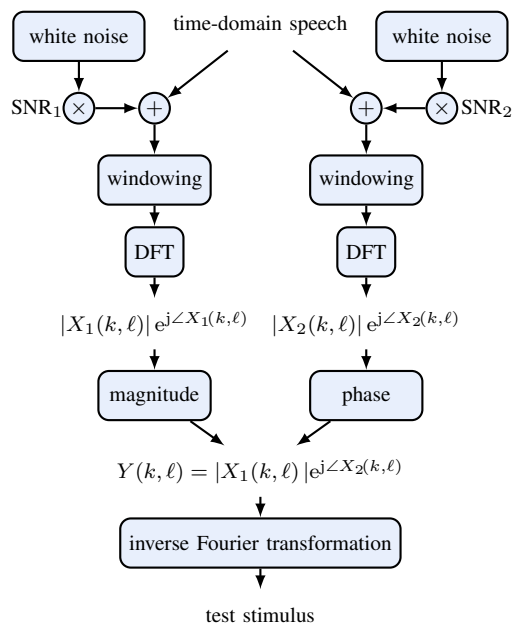 time-domain speech
white noise
white noise
SNR₁
×
+
+
×
SNR₂
windowing
windowing
DFT
DFT
|X₁(k, ℓ)| e^{j∠X₁(k,ℓ)}
|X₂(k, ℓ)| e^{j∠X₂(k,ℓ)}
magnitude
phase
Y(k, ℓ) = |X₁(k, ℓ) |e^{j∠X₂(k,ℓ)}
inverse Fourier transformation
test stimulus